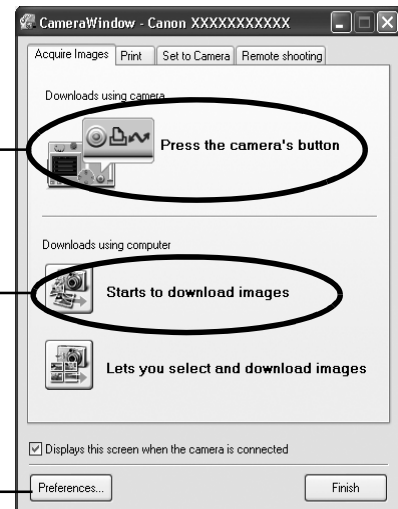 CameraWindow - Canon XXXXXXXXXXX
Acquire Images Print Set to Camera Remote shooting
Downloads using camera
Press the camera's button
Downloads using computer
Starts to download images
Lets you select and download images
Displays this screen when the camera is connected
Preferences... Finish